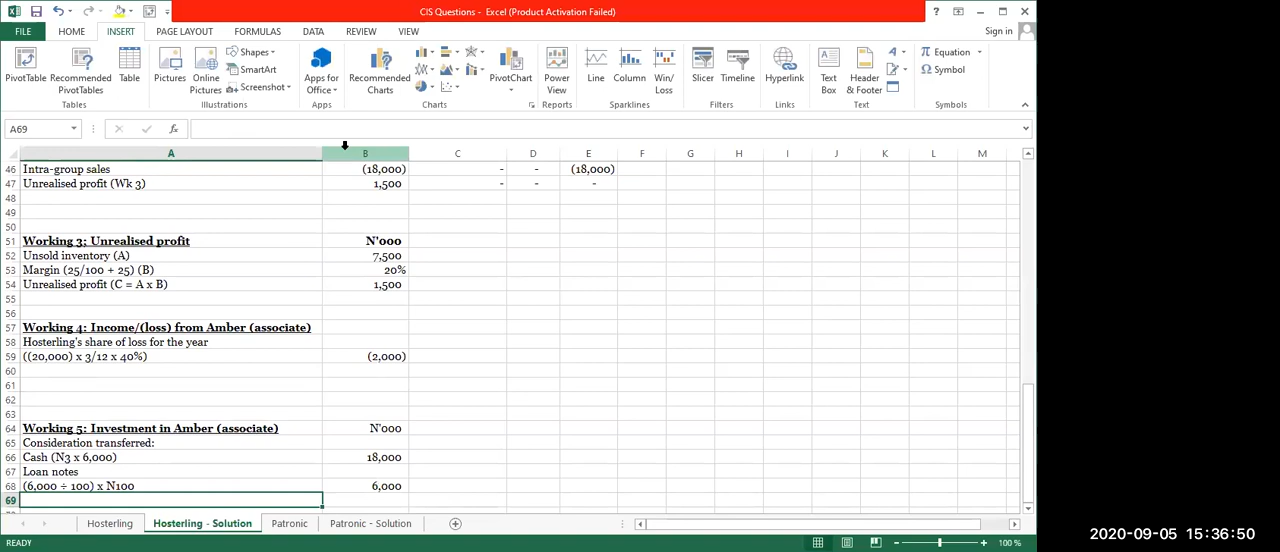 CIS Questions - Excel (Product Activation Failed)
?
FILE HOME INSERT PAGE LAYOUT FORMULAS DATA REVIEW VIEW Sign in
PivotTable Recommended PivotTables Table Pictures Online Pictures Shapes SmartArt Screenshot Apps for Office Recommended Charts PivotChart Power View Line Column Win/Loss Slicer Timeline Hyperlink Text Box Header & Footer Equation Symbol
Tables Illustrations Apps Charts Reports Sparklines Filters Links Text Symbols
A69 fx
A B C D E F G H I J K L M
46 Intra-group sales (18,000) - - (18,000)
47 Unrealised profit (Wk 3) 1,500 - - -
48
49
50
51 Working 3; Unrealised profit N'000
52 Unsold inventory (A) 7,500
53 Margin (25/100 + 25) (B) 20%
54 Unrealised profit (C = A x B) 1,500
55
56
57 Working 4: Income/(loss) from Amber (associate)
58 Hosterling's share of loss for the year
59 ((20,000) x 3/12 x 40%) (2,000)
60
61
62
63
64 Working 5: Investment in Amber (associate) N'000
65 Consideration transferred:
66 Cash (N3 x 6,000) 18,000
67 Loan notes
68 (6,000 ÷ 100) x N100 6,000
69
Hosterling Hosterling - Solution Patronic Patronic - Solution
READY 100 %
2020-09-05 15:36:50